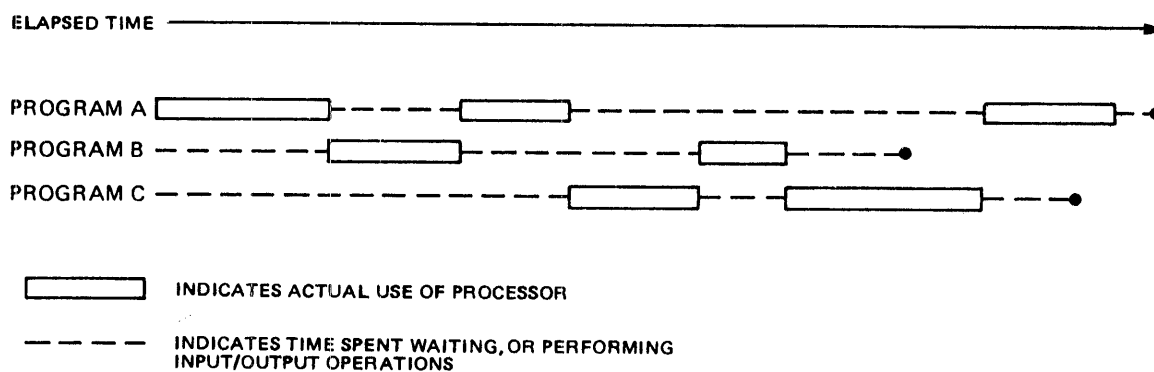 ELAPSED TIME
PROGRAM A
PROGRAM B
PROGRAM C
INDICATES ACTUAL USE OF PROCESSOR
INDICATES TIME SPENT WAITING, OR PERFORMING
INPUT/OUTPUT OPERATIONS